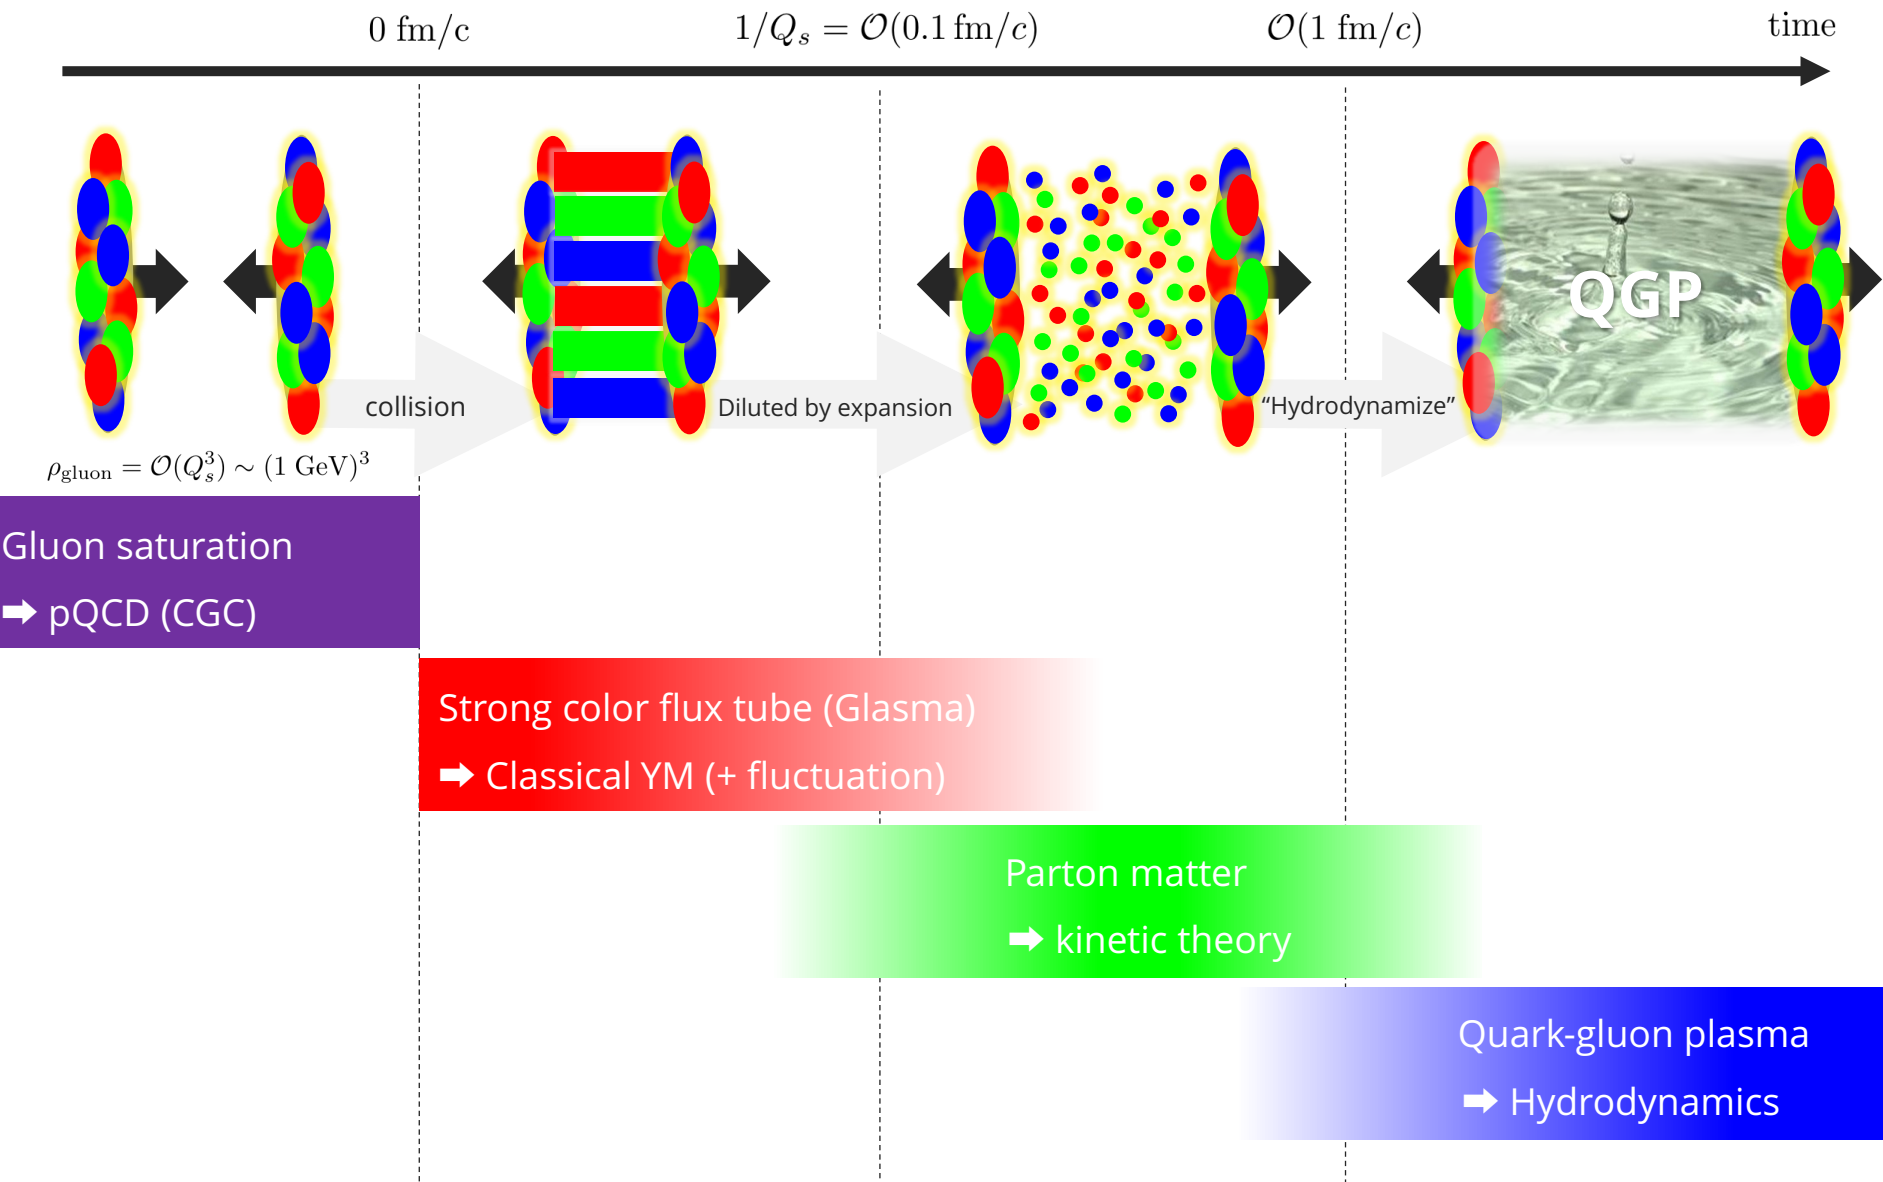 0 fm/c
1/Q_s = 𝒪(0.1 fm/c)
𝒪(1 fm/c)
time
QGP
collision
Diluted by expansion
“Hydrodynamize”
ρ_gluon = 𝒪(Q_s^3) ∼ (1 GeV)^3
Gluon saturation
➡ pQCD (CGC)
Strong color flux tube (Glasma)
➡ Classical YM (+ fluctuation)
Parton matter
➡ kinetic theory
Quark-gluon plasma
➡ Hydrodynamics